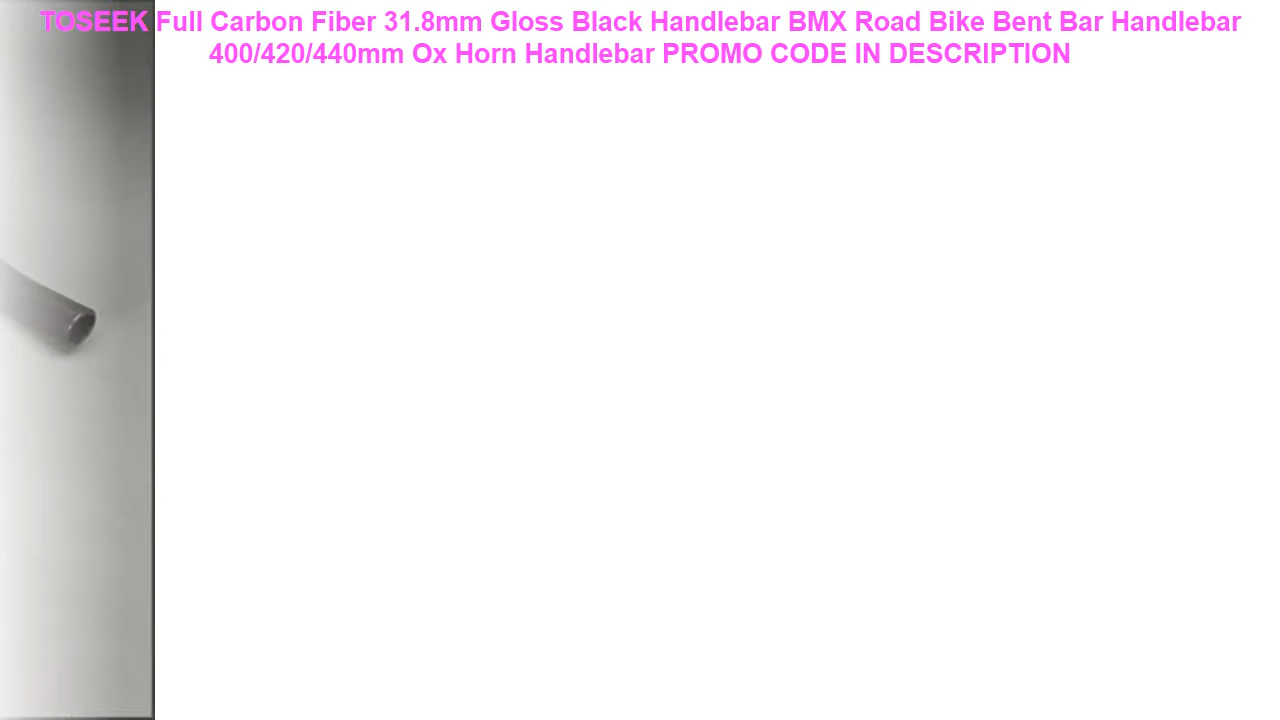 TOSEEK Full Carbon Fiber 31.8mm Gloss Black Handlebar BMX Road Bike Bent Bar Handlebar
400/420/440mm Ox Horn Handlebar PROMO CODE IN DESCRIPTION